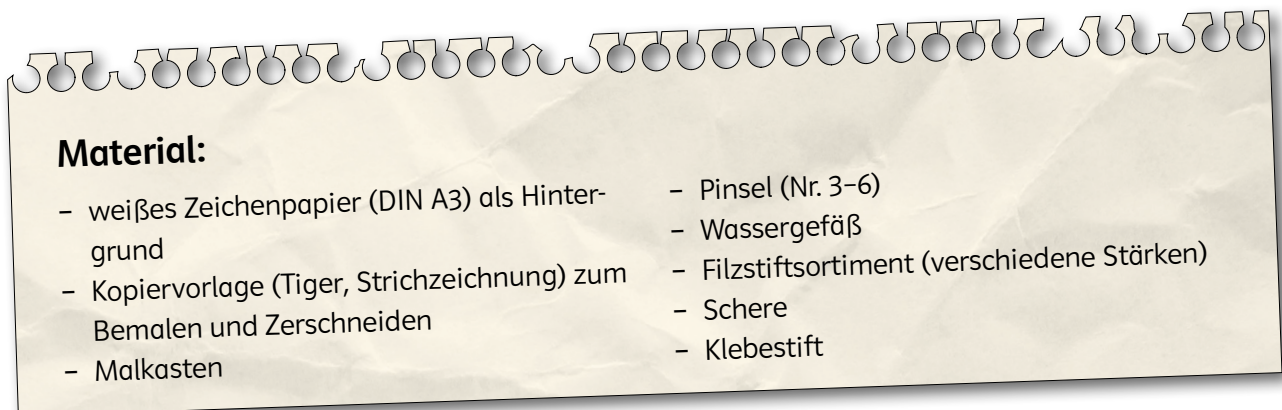 Material:
– weißes Zeichenpapier (DIN A3) als Hinter-
grund
– Kopiervorlage (Tiger, Strichzeichnung) zum
Bemalen und Zerschneiden
– Malkasten
– Pinsel (Nr. 3–6)
– Wassergefäß
– Filzstiftsortiment (verschiedene Stärken)
– Schere
– Klebestift